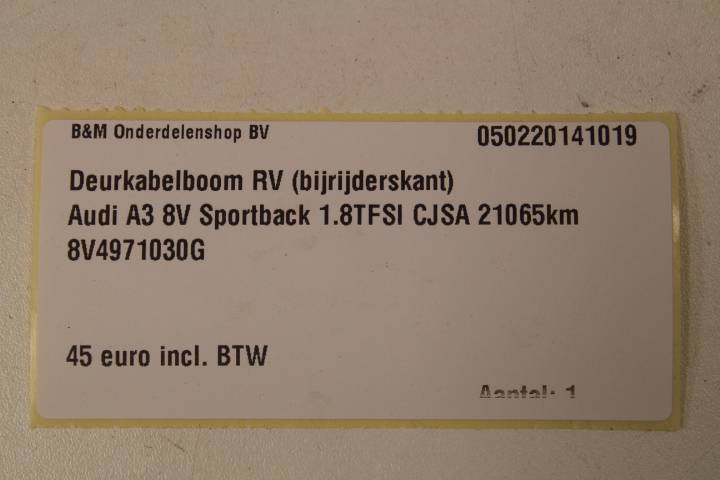 B&M Onderdelenshop BV 050220141019
Deurkabelboom RV (bijrijderskant)
Audi A3 8V Sportback 1.8TFSI CJSA 21065km
8V4971030G
45 euro incl. BTW
Aantal: 1